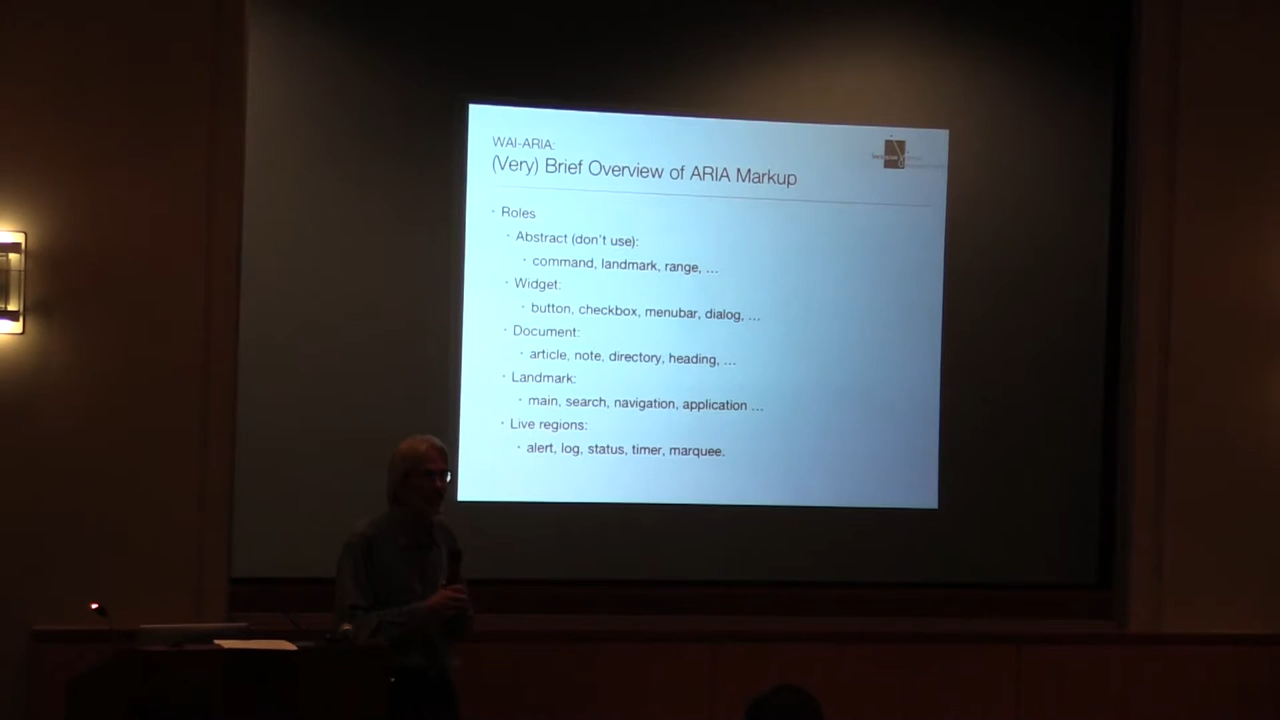 WAI-ARIA:
(Very) Brief Overview of ARIA Markup
· Roles
· Abstract (don't use):
· command, landmark, range, ...
· Widget:
· button, checkbox, menubar, dialog, ...
· Document:
· article, note, directory, heading, ...
· Landmark:
· main, search, navigation, application ...
· Live regions:
· alert, log, status, timer, marquee.